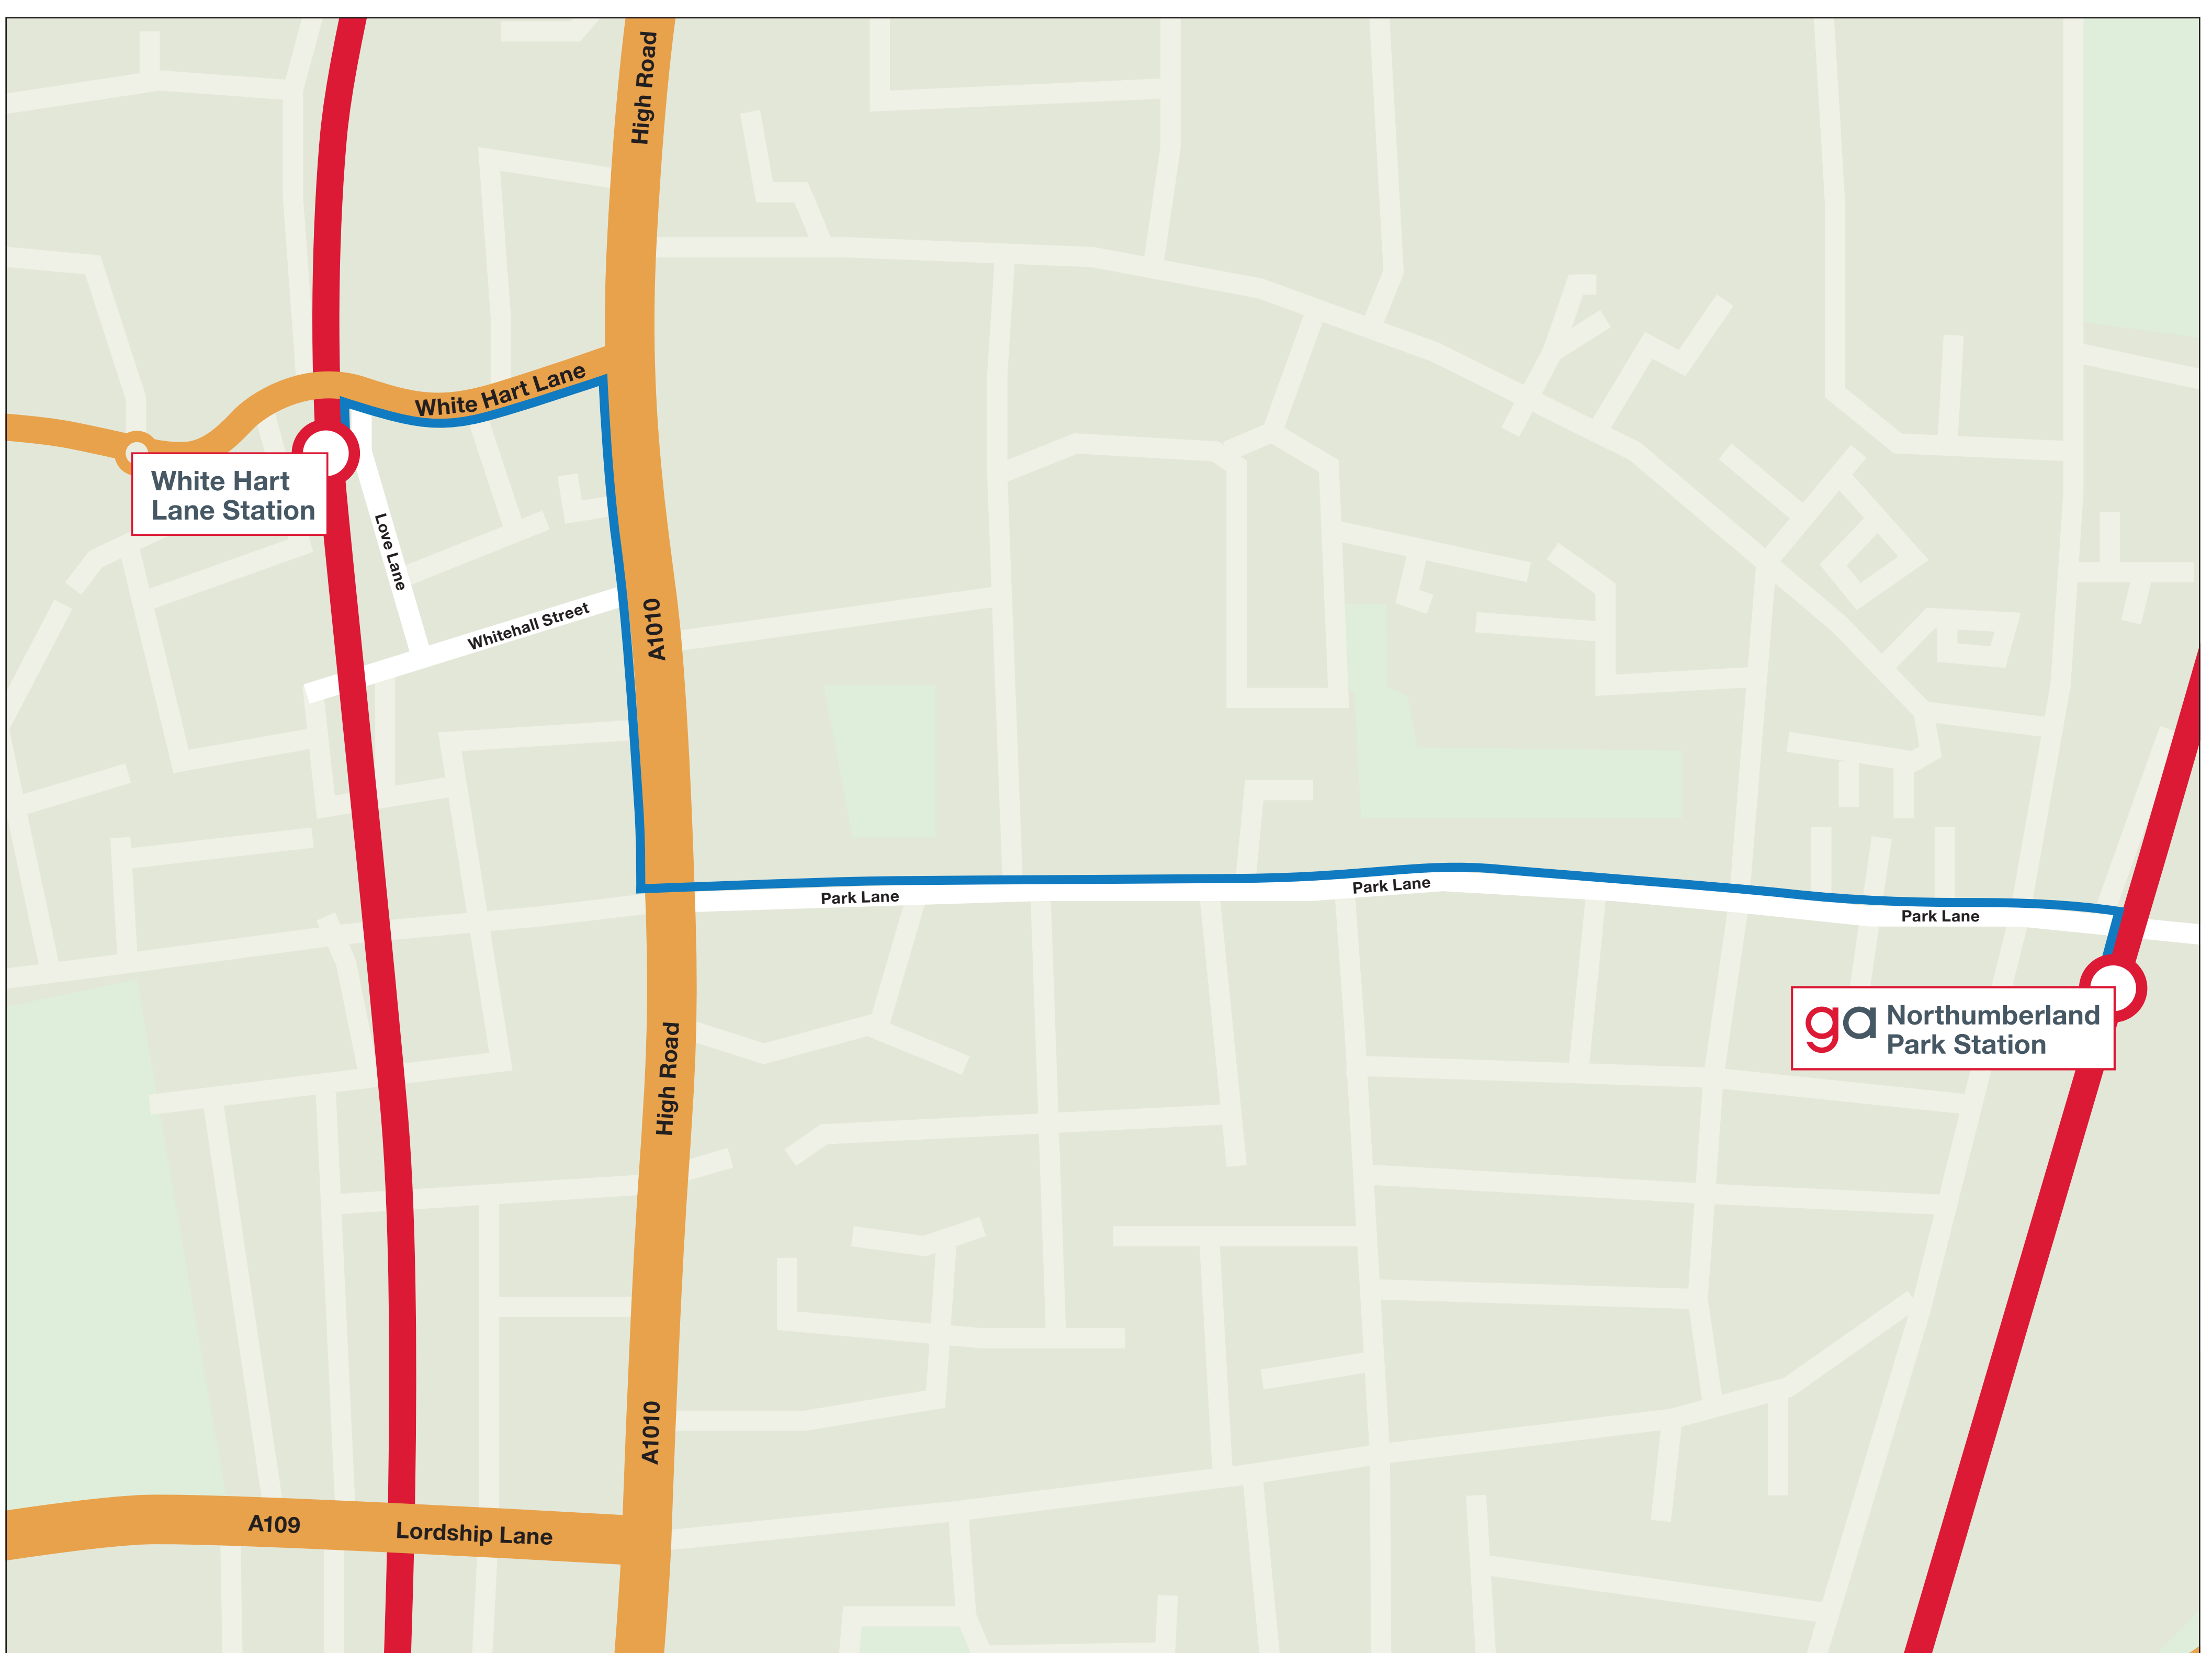 High Road
White Hart Lane
White Hart
Lane Station
Love Lane
Whitehall Street
A1010
Park Lane
Park Lane
Park Lane
ga
Northumberland
Park Station
High Road
A1010
A109
Lordship Lane